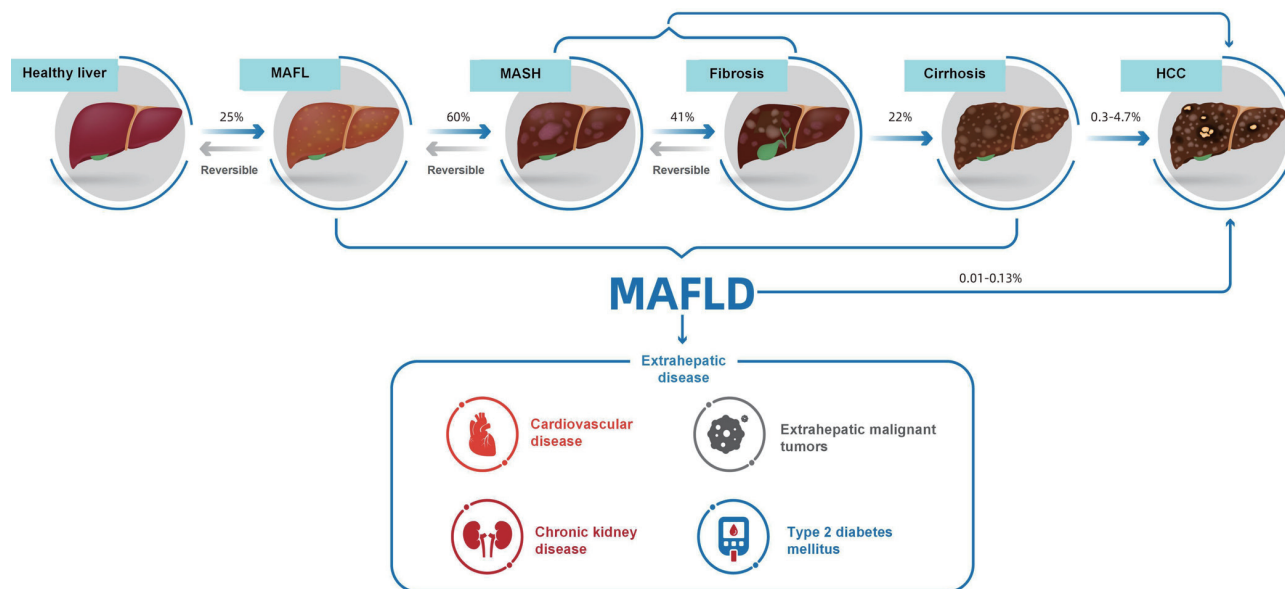 Healthy liver
MAFL
MASH
Fibrosis
Cirrhosis
HCC
25%
60%
41%
22%
0.3-4.7%
Reversible
Reversible
Reversible
MAFLD
0.01-0.13%
Extrahepatic
disease
Cardiovascular
disease
Extrahepatic malignant
tumors
Chronic kidney
disease
Type 2 diabetes
mellitus